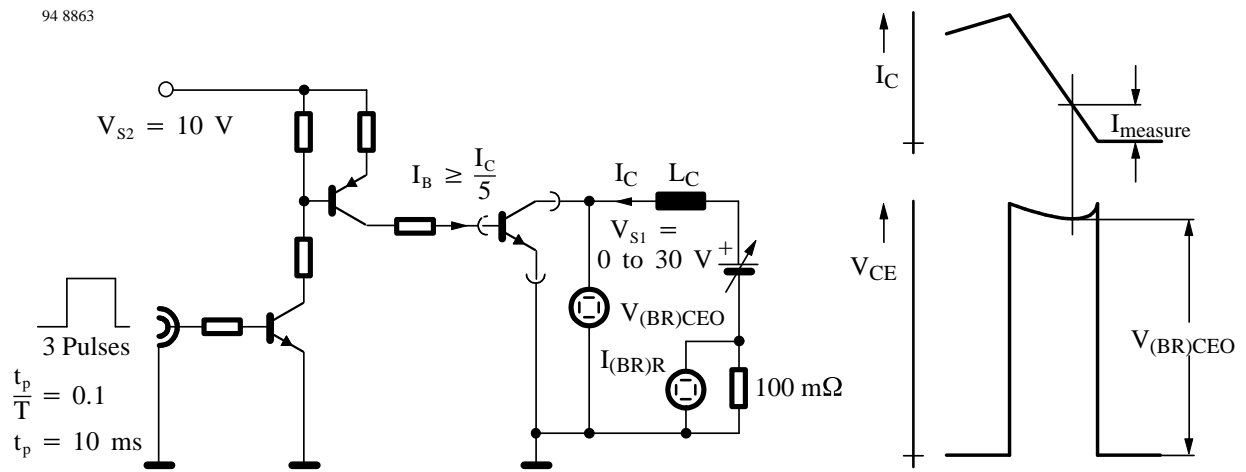 94 8863
V_S2 = 10 V
I_B ≥ I_C/5
I_C
L_C
V_S1 =
0 to 30 V
+
V_(BR)CEO
I_(BR)R
100 mΩ
3 Pulses
t_p/T = 0.1
t_p = 10 ms
I_C
I_measure
V_CE
V_(BR)CEO